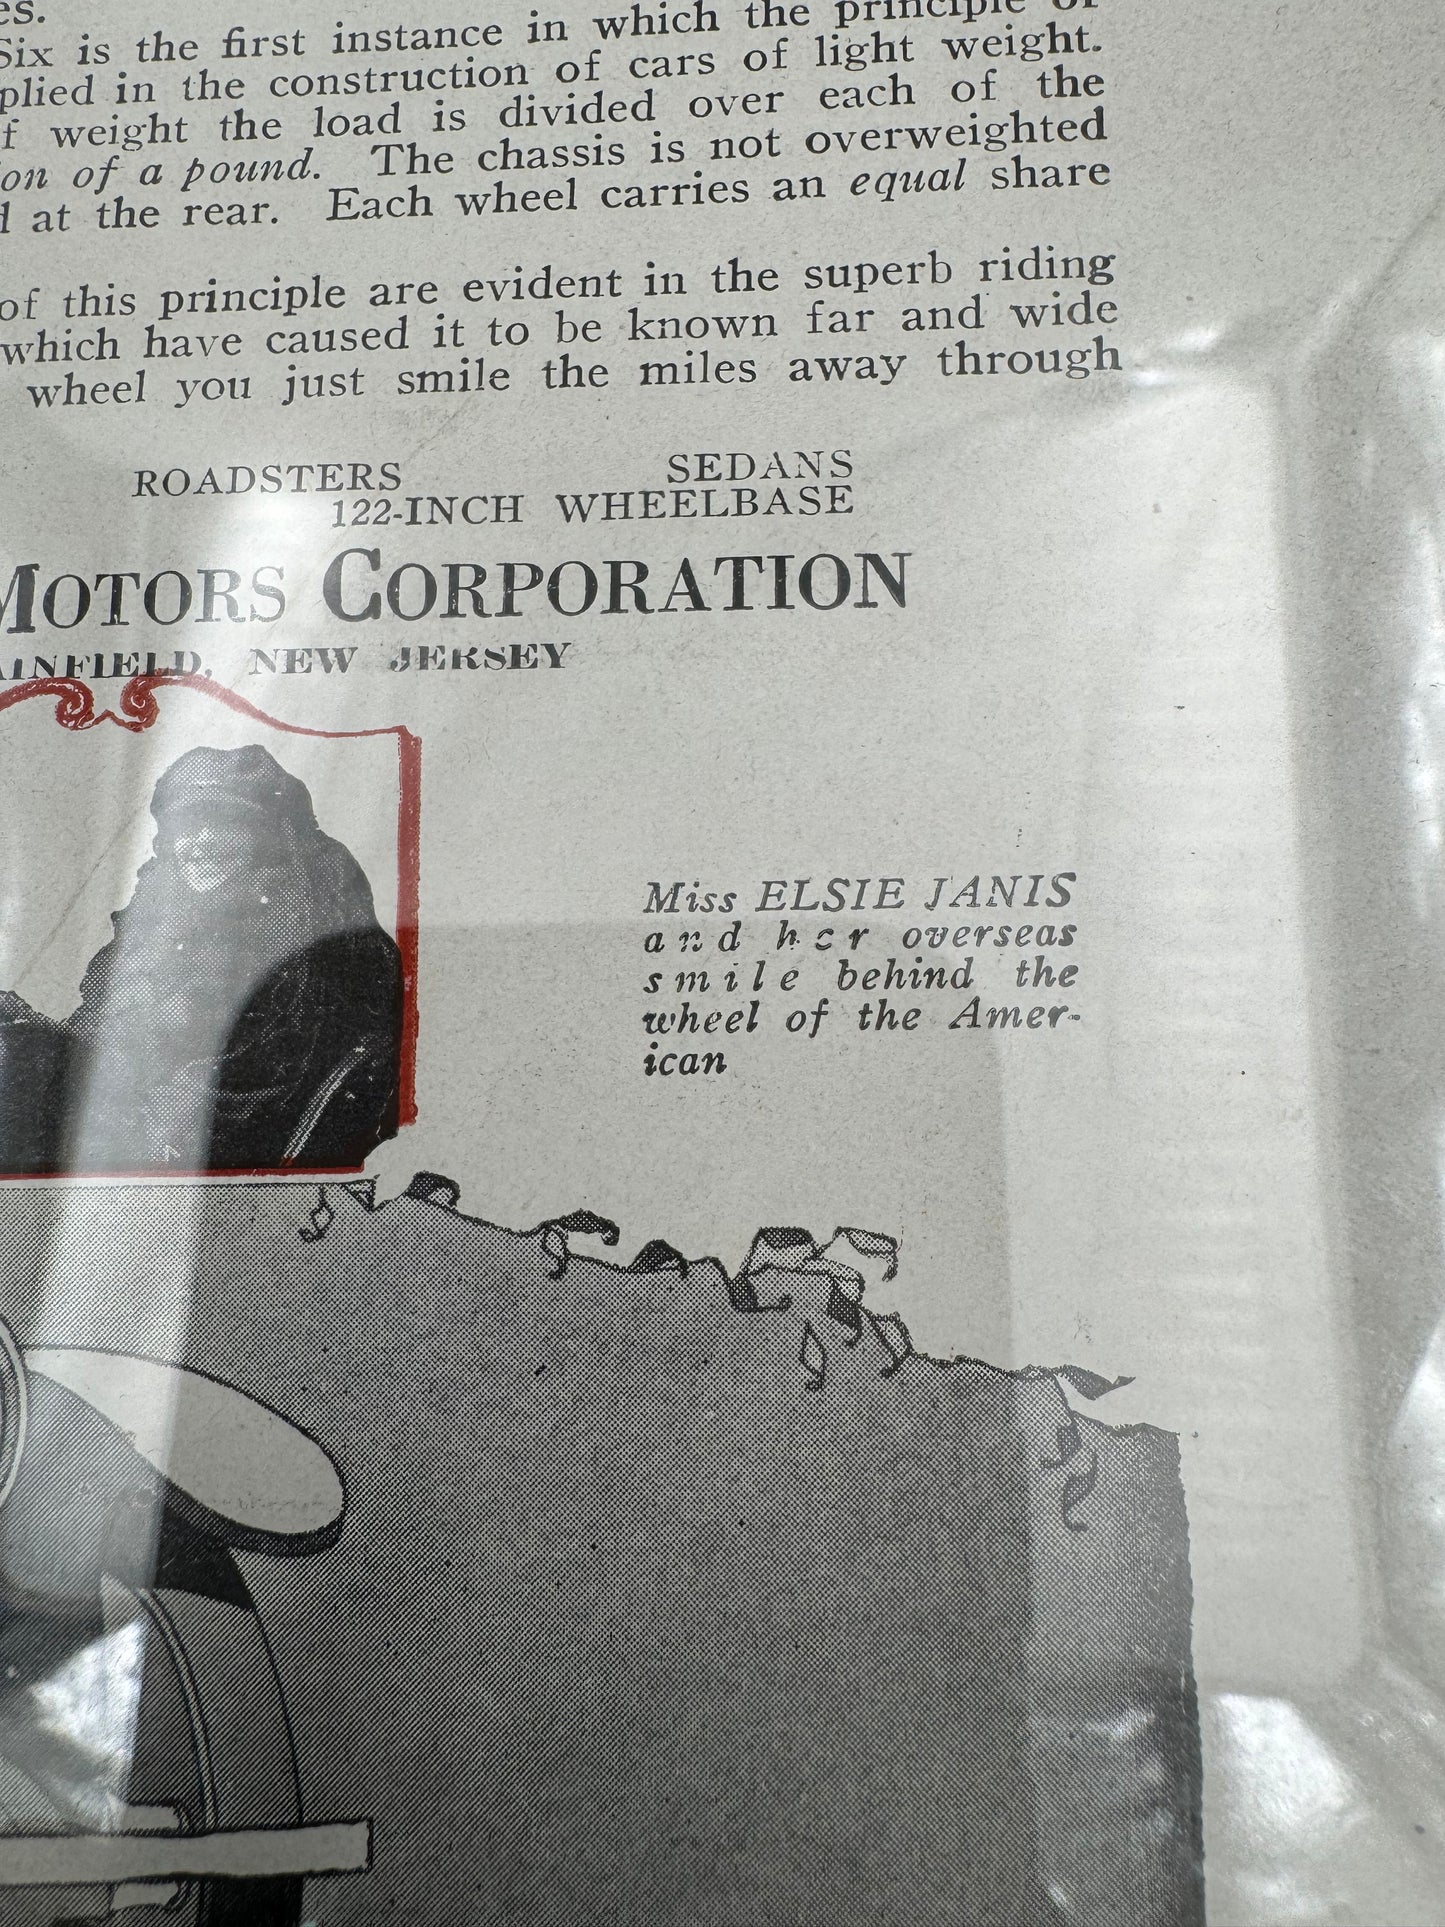 es.
Six is the first instance in which the principle of
plied in the construction of cars of light weight.
f weight the load is divided over each of the
on of a pound. The chassis is not overweighted
d at the rear. Each wheel carries an equal share
of this principle are evident in the superb riding
which have caused it to be known far and wide
wheel you just smile the miles away through
ROADSTERS SEDANS
122-INCH WHEELBASE
MOTORS CORPORATION
AINFIELD, NEW JERSEY
Miss ELSIE JANIS
and her overseas
smile behind the
wheel of the Amer-
ican